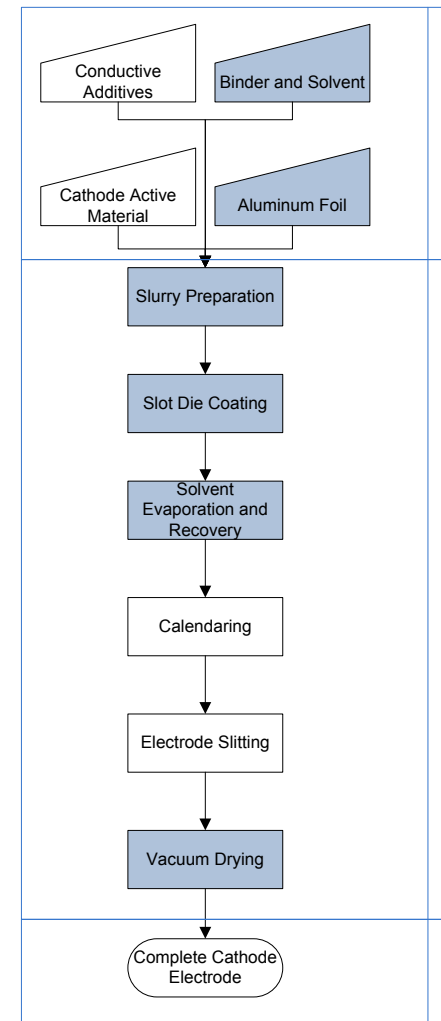 Conductive
Additives
Binder and Solvent
Cathode Active
Material
Aluminum Foil
Slurry Preparation
Slot Die Coating
Solvent
Evaporation and
Recovery
Calendaring
Electrode Slitting
Vacuum Drying
Complete Cathode
Electrode